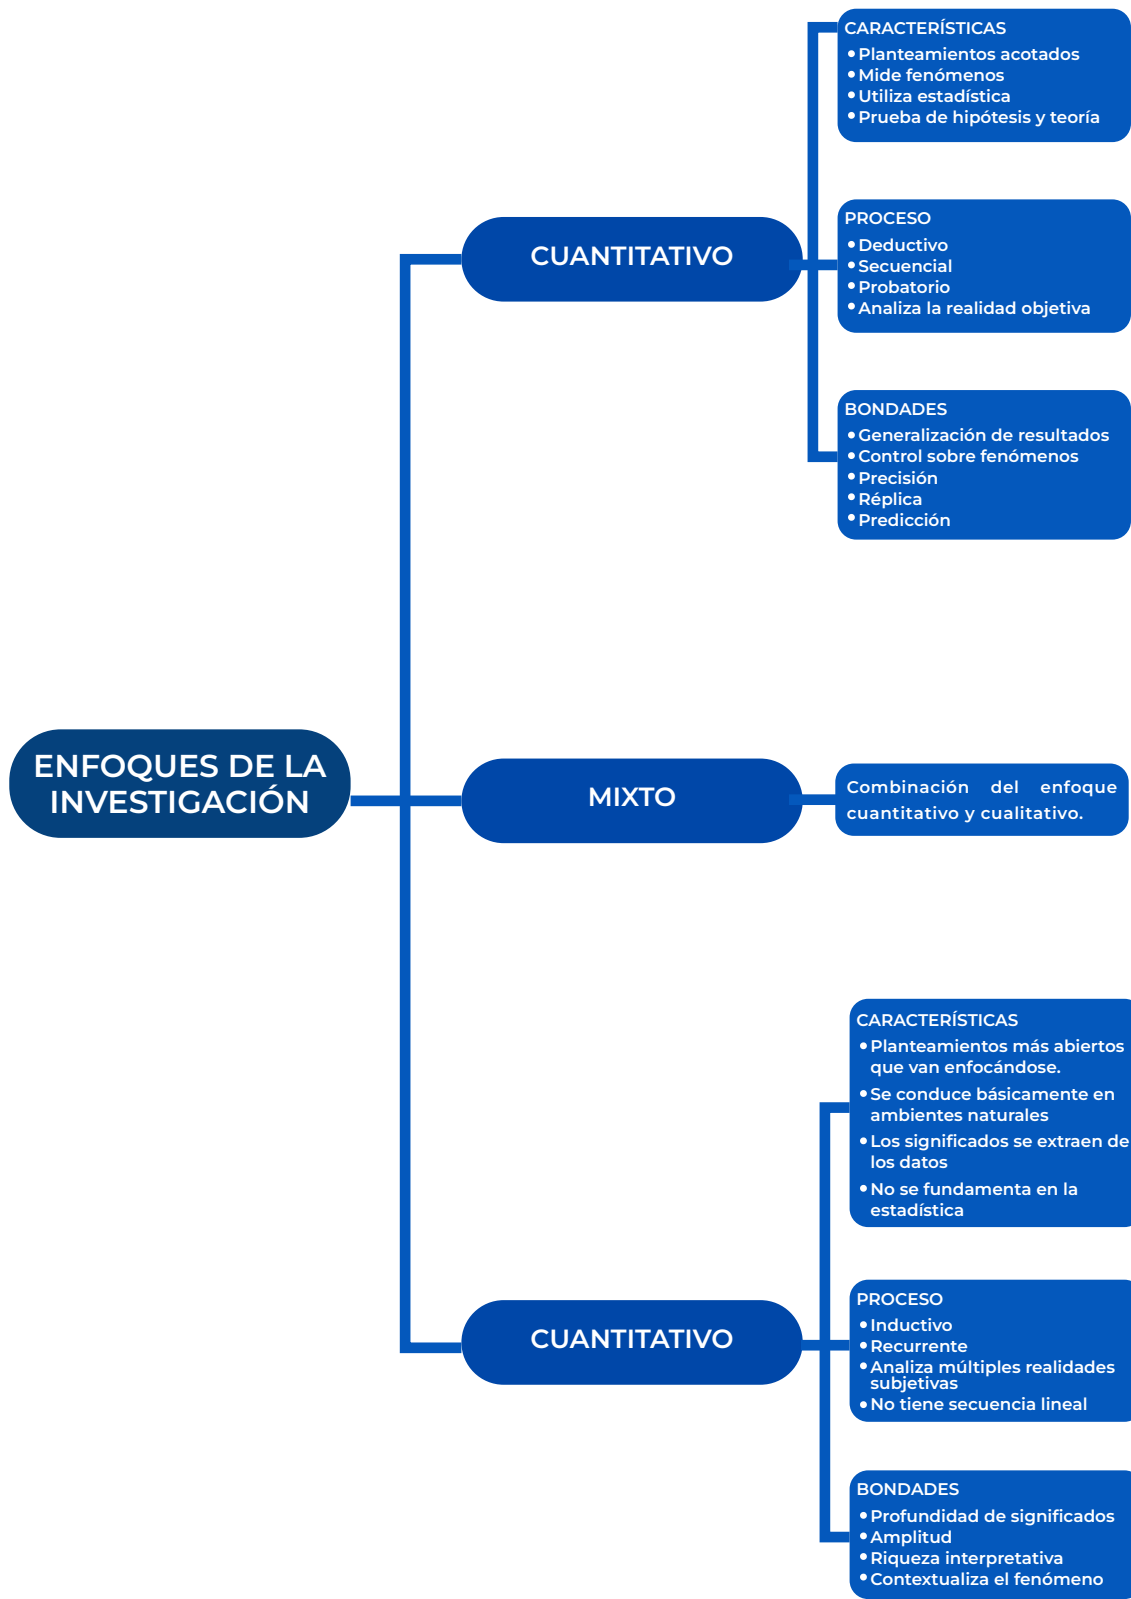 ENFOQUES DE LA
INVESTIGACIÓN
CUANTITATIVO
CARACTERÍSTICAS
• Planteamientos acotados
• Mide fenómenos
• Utiliza estadística
• Prueba de hipótesis y teoría
PROCESO
• Deductivo
• Secuencial
• Probatorio
• Analiza la realidad objetiva
BONDADES
• Generalización de resultados
• Control sobre fenómenos
• Precisión
• Réplica
• Predicción
MIXTO
Combinación del enfoque
cuantitativo y cualitativo.
CUANTITATIVO
CARACTERÍSTICAS
• Planteamientos más abiertos
que van enfocándose.
• Se conduce básicamente en
ambientes naturales
• Los significados se extraen de
los datos
• No se fundamenta en la
estadística
PROCESO
• Inductivo
• Recurrente
• Analiza múltiples realidades
subjetivas
• No tiene secuencia lineal
BONDADES
• Profundidad de significados
• Amplitud
• Riqueza interpretativa
• Contextualiza el fenómeno